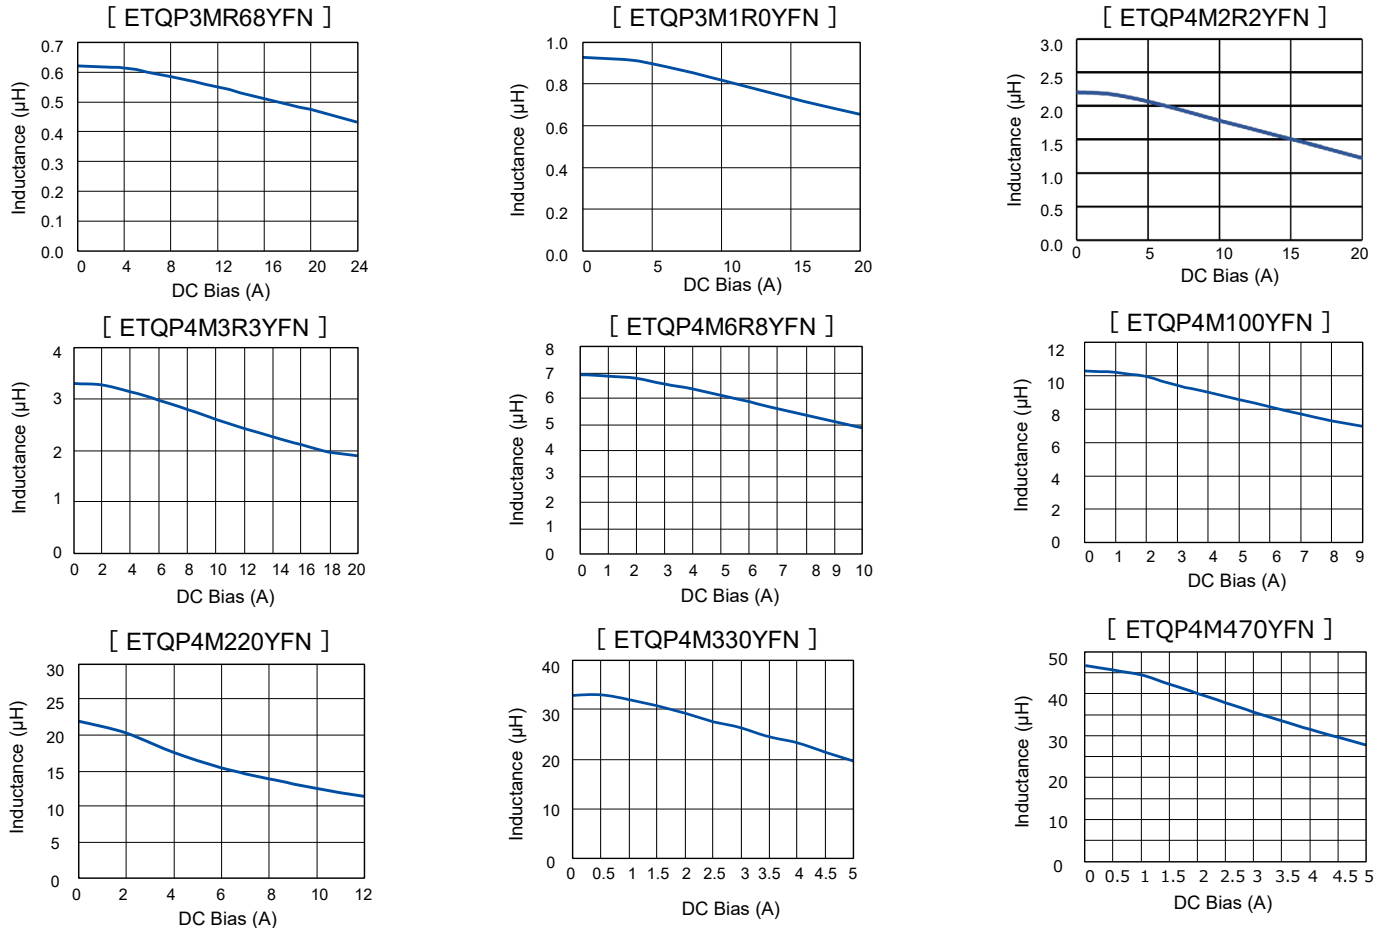 [ ETQP3MR68YFN ]
Inductance (µH)
0.7
0.6
0.5
0.4
0.3
0.2
0.1
0.0
0 4 8 12 16 20 24
DC Bias (A)
[ ETQP3M1R0YFN ]
Inductance (µH)
1.0
0.8
0.6
0.4
0.2
0.0
0 5 10 15 20
DC Bias (A)
[ ETQP4M2R2YFN ]
Inductance (µH)
3.0
2.5
2.0
1.5
1.0
0.5
0.0
0 5 10 15 20
DC Bias (A)
[ ETQP4M3R3YFN ]
Inductance (µH)
4
3
2
1
0
0 2 4 6 8 10 12 14 16 18 20
DC Bias (A)
[ ETQP4M6R8YFN ]
Inductance (µH)
8
7
6
5
4
3
2
1
0
0 1 2 3 4 5 6 7 8 9 10
DC Bias (A)
[ ETQP4M100YFN ]
Inductance (µH)
12
10
8
6
4
2
0
0 1 2 3 4 5 6 7 8 9
DC Bias (A)
[ ETQP4M220YFN ]
Inductance (µH)
30
25
20
15
10
5
0
0 2 4 6 8 10 12
DC Bias (A)
[ ETQP4M330YFN ]
Inductance (µH)
40
30
20
10
0
0 0.5 1 1.5 2 2.5 3 3.5 4 4.5 5
DC Bias (A)
[ ETQP4M470YFN ]
Inductance (µH)
50
40
30
20
10
0
0 0.5 1 1.5 2 2.5 3 3.5 4 4.5 5
DC Bias (A)